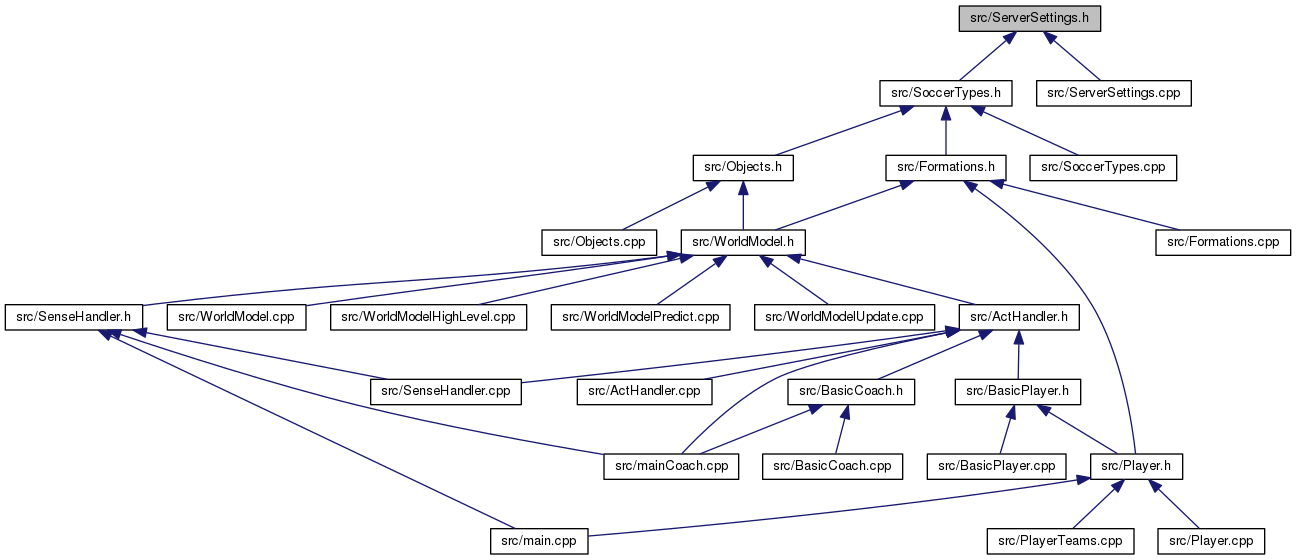 src/ServerSettings.h
src/SoccerTypes.h
src/ServerSettings.cpp
src/Objects.h
src/Formations.h
src/SoccerTypes.cpp
src/Objects.cpp
src/WorldModel.h
src/Formations.cpp
src/SenseHandler.h
src/WorldModel.cpp
src/WorldModelHighLevel.cpp
src/WorldModelPredict.cpp
src/WorldModelUpdate.cpp
src/ActHandler.h
src/SenseHandler.cpp
src/ActHandler.cpp
src/BasicCoach.h
src/BasicPlayer.h
src/mainCoach.cpp
src/BasicCoach.cpp
src/BasicPlayer.cpp
src/Player.h
src/main.cpp
src/PlayerTeams.cpp
src/Player.cpp